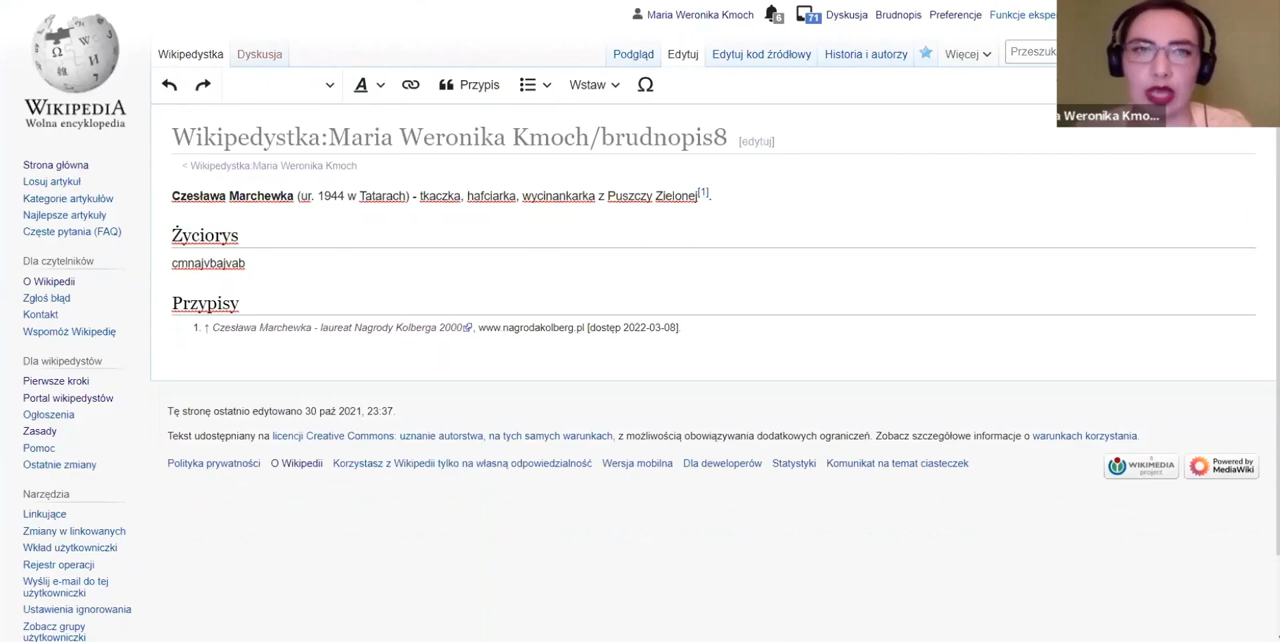 Maria Weronika Kmoch 6 71 Dyskusja Brudnopis Preferencje Funkcje ekspe
WIKIPEDIA
Wolna encyklopedia
Wikipedystka Dyskusja Podgląd Edytuj Edytuj kod źródłowy Historia i autorzy Więcej Przeszuk
A Przypis Wstaw Ω
a Weronika Kmo...
Wikipedystka:Maria Weronika Kmoch/brudnopis8 [edytuj]
< Wikipedystka:Maria Weronika Kmoch
Czesława Marchewka (ur. 1944 w Tatarach) - tkaczka, hafciarka, wycinankarka z Puszczy Zielonej[1].
Życiorys
cmnajvbajvab
Przypisy
1. ↑ Czesława Marchewka - laureat Nagrody Kolberga 2000, www.nagrodakolberg.pl [dostęp 2022-03-08].
Tę stronę ostatnio edytowano 30 paź 2021, 23:37.
Tekst udostępniany na licencji Creative Commons: uznanie autorstwa, na tych samych warunkach, z możliwością obowiązywania dodatkowych ograniczeń. Zobacz szczegółowe informacje o warunkach korzystania.
Polityka prywatności O Wikipedii Korzystasz z Wikipedii tylko na własną odpowiedzialność Wersja mobilna Dla deweloperów Statystyki Komunikat na temat ciasteczek
A WIKIMEDIA project
Powered by MediaWiki
Strona główna
Losuj artykuł
Kategorie artykułów
Najlepsze artykuły
Częste pytania (FAQ)
Dla czytelników
O Wikipedii
Zgłoś błąd
Kontakt
Wspomóż Wikipedię
Dla wikipedystów
Pierwsze kroki
Portal wikipedystów
Ogłoszenia
Zasady
Pomoc
Ostatnie zmiany
Narzędzia
Linkujące
Zmiany w linkowanych
Wkład użytkowniczki
Rejestr operacji
Wyślij e-mail do tej
użytkowniczki
Ustawienia ignorowania
Zobacz grupy
użytkowniczki